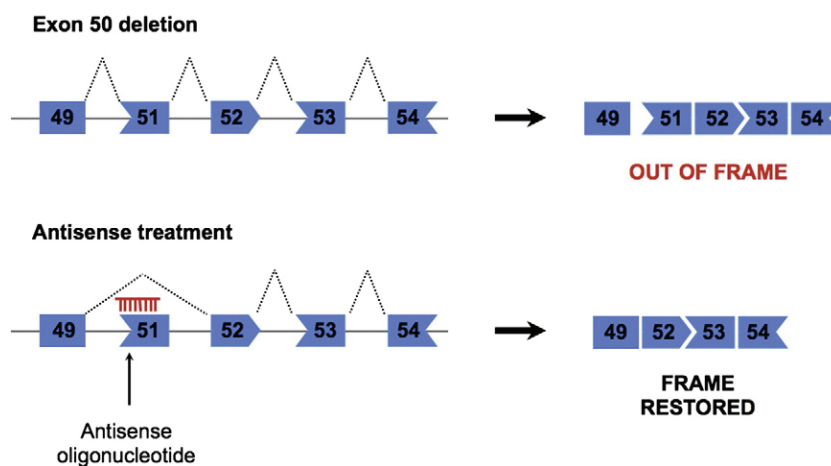 Exon 50 deletion
49 51 52 53 54
49 51 52 53 54
OUT OF FRAME
Antisense treatment
49 51 52 53 54
49 52 53 54
FRAME
RESTORED
Antisense
oligonucleotide